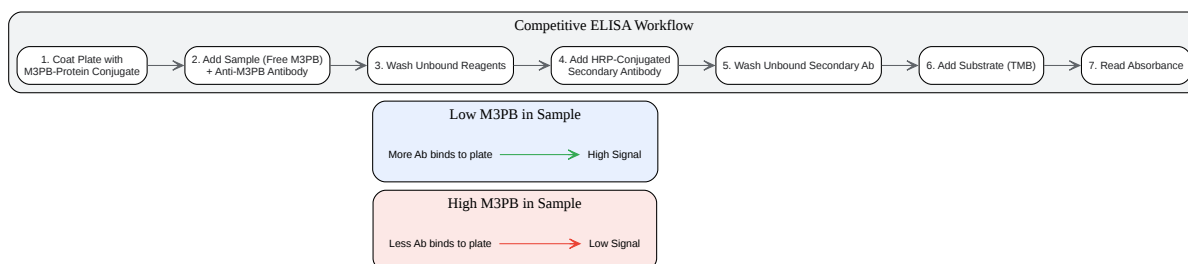 Competitive ELISA Workflow
1. Coat Plate with
M3PB-Protein Conjugate
2. Add Sample (Free M3PB)
+ Anti-M3PB Antibody
3. Wash Unbound Reagents
4. Add HRP-Conjugated
Secondary Antibody
5. Wash Unbound Secondary Ab
6. Add Substrate (TMB)
7. Read Absorbance
Low M3PB in Sample
More Ab binds to plate
High Signal
High M3PB in Sample
Less Ab binds to plate
Low Signal